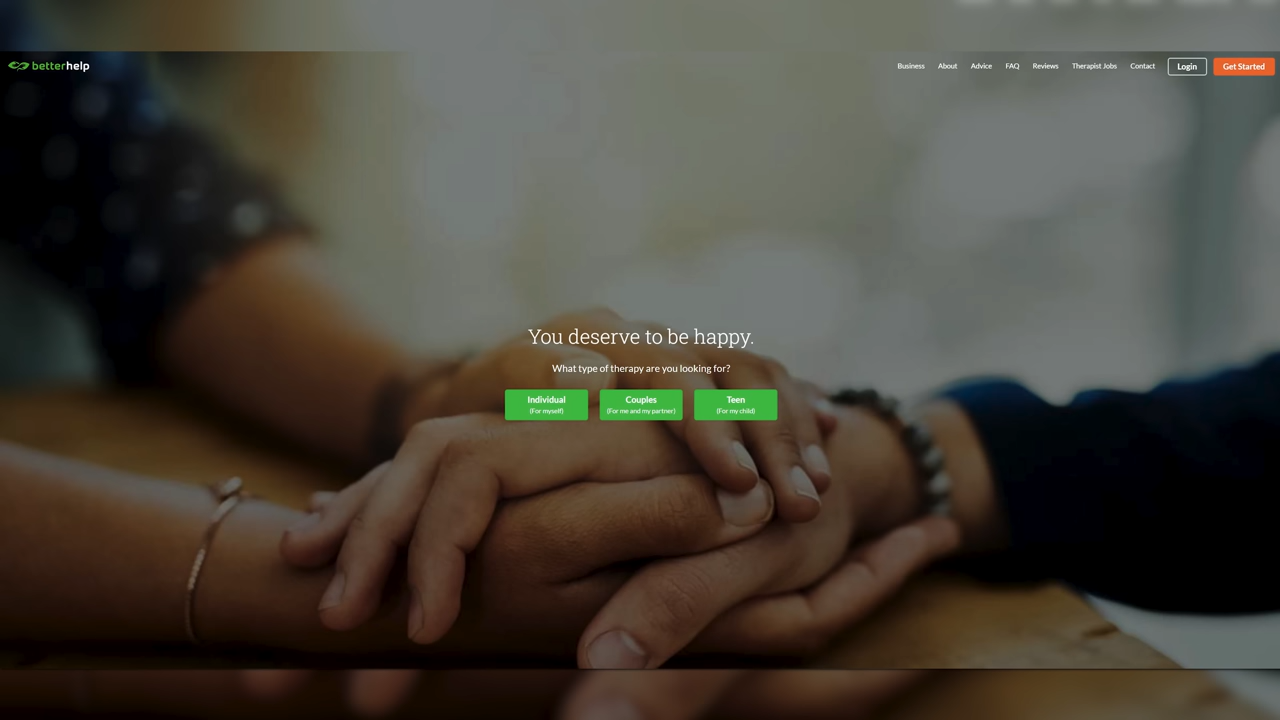 betterhelp
Business About Advice FAQ Reviews Therapist Jobs Contact Login Get Started
You deserve to be happy.
What type of therapy are you looking for?
Individual Couples Teen
(For myself) (For me and my partner) (For my child)